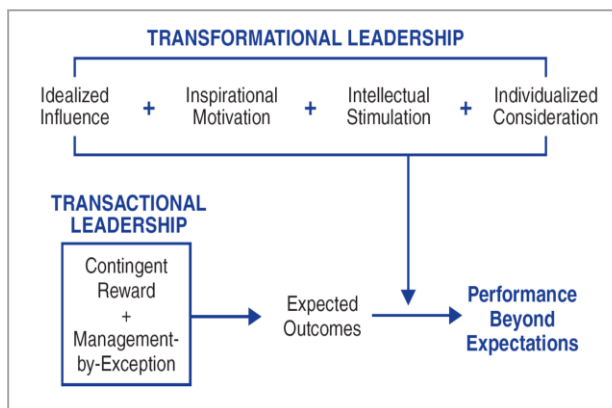 TRANSFORMATIONAL LEADERSHIP
Idealized Influence + Inspirational Motivation + Intellectual Stimulation + Individualized Consideration
TRANSACTIONAL
LEADERSHIP
Contingent
Reward
+
Management-
by-Exception
Expected
Outcomes
Performance
Beyond
Expectations